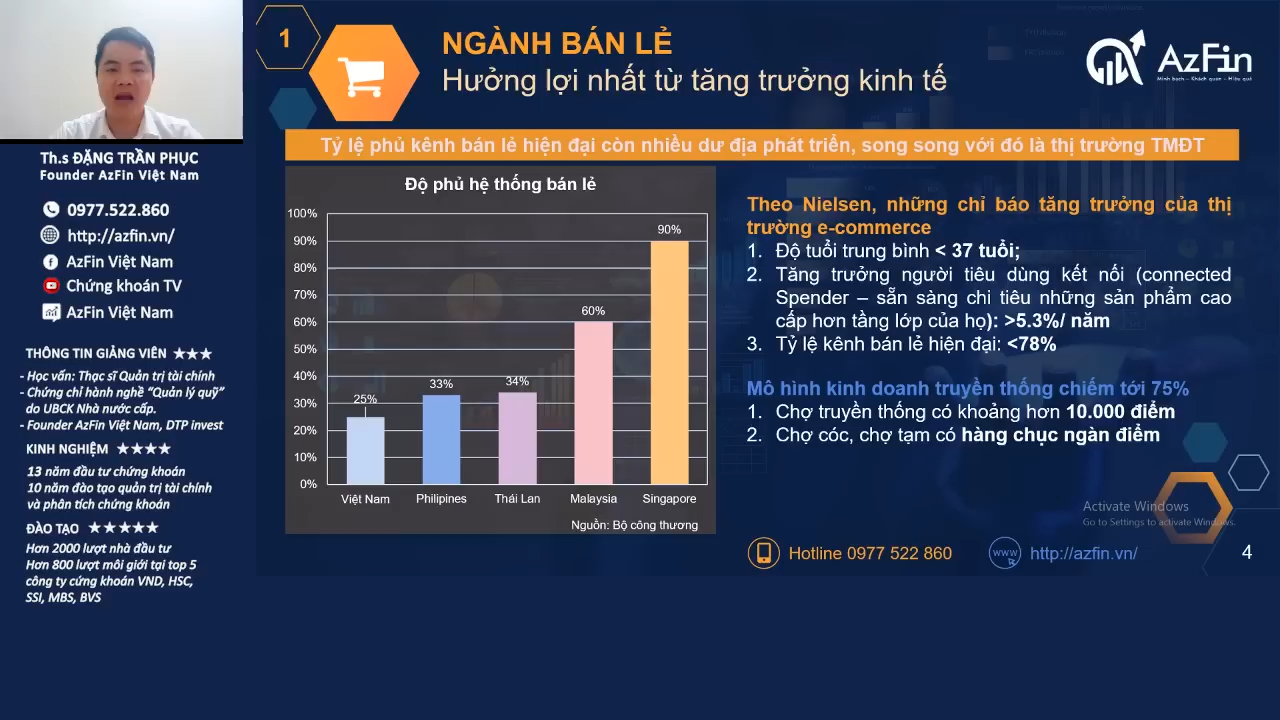 Th.s ĐẶNG TRẦN PHỤC
Founder AzFin Việt Nam
0977.522.860
http://azfin.vn/
AzFin Việt Nam
Chứng khoán TV
AzFin Việt Nam
THÔNG TIN GIẢNG VIÊN ★★★
- Học vấn: Thạc sĩ Quản trị tài chính
- Chứng chỉ hành nghề “Quản lý quỹ”
do UBCK Nhà nước cấp.
- Founder AzFin Việt Nam, DTP invest
KINH NGHIỆM ★★★★
13 năm đầu tư chứng khoán
10 năm đào tạo quản trị tài chính
và phân tích chứng khoán
ĐÀO TẠO ★★★★★
Hơn 2000 lượt nhà đầu tư
Hơn 800 lượt môi giới tại top 5
công ty cứng khoán VND, HSC,
SSI, MBS, BVS
1
NGÀNH BÁN LẺ
Hưởng lợi nhất từ tăng trưởng kinh tế
AzFin
Minh bạch - Khách quan - Hiệu quả
Tỷ lệ phủ kênh bán lẻ hiện đại còn nhiều dư địa phát triển, song song với đó là thị trường TMĐT
Độ phủ hệ thống bán lẻ
100%
90%
80%
70%
60%
50%
40%
30%
20%
10%
0%
25%
33%
34%
60%
90%
Việt Nam
Philipines
Thái Lan
Malaysia
Singapore
Nguồn: Bộ công thương
Theo Nielsen, những chỉ báo tăng trưởng của thị
trường e-commerce
1. Độ tuổi trung bình < 37 tuổi;
2. Tăng trưởng người tiêu dùng kết nối (connected
Spender – sẵn sàng chi tiêu những sản phẩm cao
cấp hơn tầng lớp của họ): >5.3%/ năm
3. Tỷ lệ kênh bán lẻ hiện đại: <78%
Mô hình kinh doanh truyền thống chiếm tới 75%
1. Chợ truyền thống có khoảng hơn 10.000 điểm
2. Chợ cóc, chợ tạm có hàng chục ngàn điểm
Activate Windows
Go to Settings to activate Windows.
Hotline 0977 522 860
www
http://azfin.vn/
4